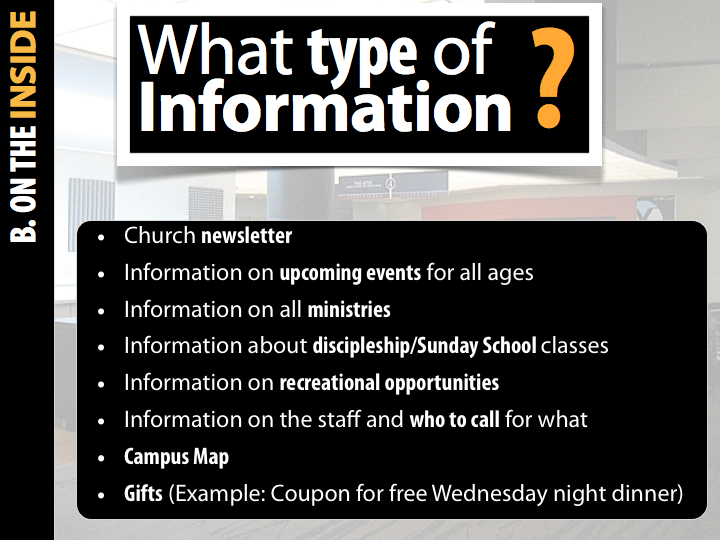 B. ON THE INSIDE
What type of
Information ?
• Church newsletter
• Information on upcoming events for all ages
• Information on all ministries
• Information about discipleship/Sunday School classes
• Information on recreational opportunities
• Information on the staff and who to call for what
• Campus Map
• Gifts (Example: Coupon for free Wednesday night dinner)